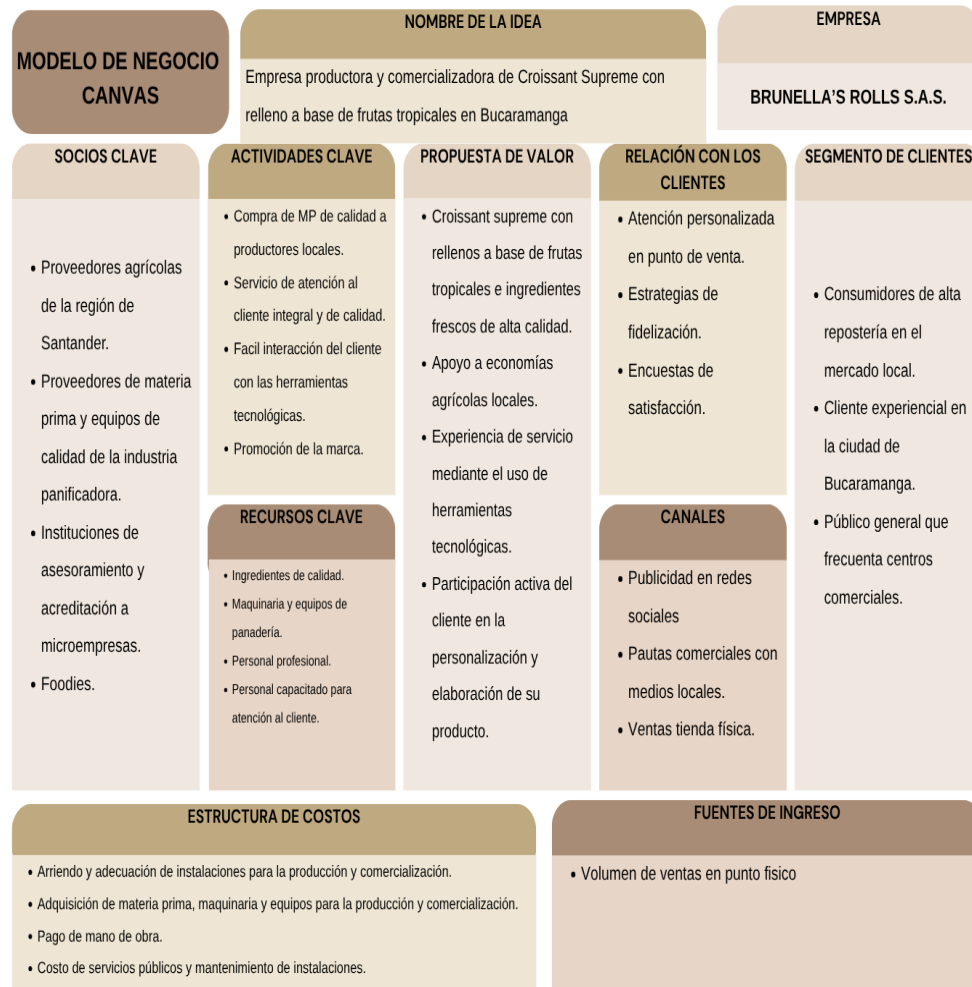 MODELO DE NEGOCIO
CANVAS
NOMBRE DE LA IDEA
Empresa productora y comercializadora de Croissant Supreme con
relleno a base de frutas tropicales en Bucaramanga
EMPRESA
BRUNELLA'S ROLLS S.A.S.
SOCIOS CLAVE
• Proveedores agrícolas
de la región de
Santander.
• Proveedores de materia
prima y equipos de
calidad de la industria
panificadora.
• Instituciones de
asesoramiento y
acreditación a
microempresas.
• Foodies.
ACTIVIDADES CLAVE
• Compra de MP de calidad a
productores locales.
• Servicio de atención al
cliente integral y de calidad.
• Facil interacción del cliente
con las herramientas
tecnológicas.
• Promoción de la marca.
RECURSOS CLAVE
• Ingredientes de calidad.
• Maquinaria y equipos de
panadería.
• Personal profesional.
• Personal capacitado para
atención al cliente.
PROPUESTA DE VALOR
• Croissant supreme con
rellenos a base de frutas
tropicales e ingredientes
frescos de alta calidad.
• Apoyo a economías
agrícolas locales.
• Experiencia de servicio
mediante el uso de
herramientas
tecnológicas.
• Participación activa del
cliente en la
personalización y
elaboración de su
producto.
RELACIÓN CON LOS
CLIENTES
• Atención personalizada
en punto de venta.
• Estrategias de
fidelización.
• Encuestas de
satisfacción.
CANALES
• Publicidad en redes
sociales
• Pautas comerciales con
medios locales.
• Ventas tienda física.
SEGMENTO DE CLIENTES
• Consumidores de alta
repostería en el
mercado local.
• Cliente experiencial en
la ciudad de
Bucaramanga.
• Público general que
frecuenta centros
comerciales.
ESTRUCTURA DE COSTOS
• Arriendo y adecuación de instalaciones para la producción y comercialización.
• Adquisición de materia prima, maquinaria y equipos para la producción y comercialización.
• Pago de mano de obra.
• Costo de servicios públicos y mantenimiento de instalaciones.
FUENTES DE INGRESO
• Volumen de ventas en punto fisico